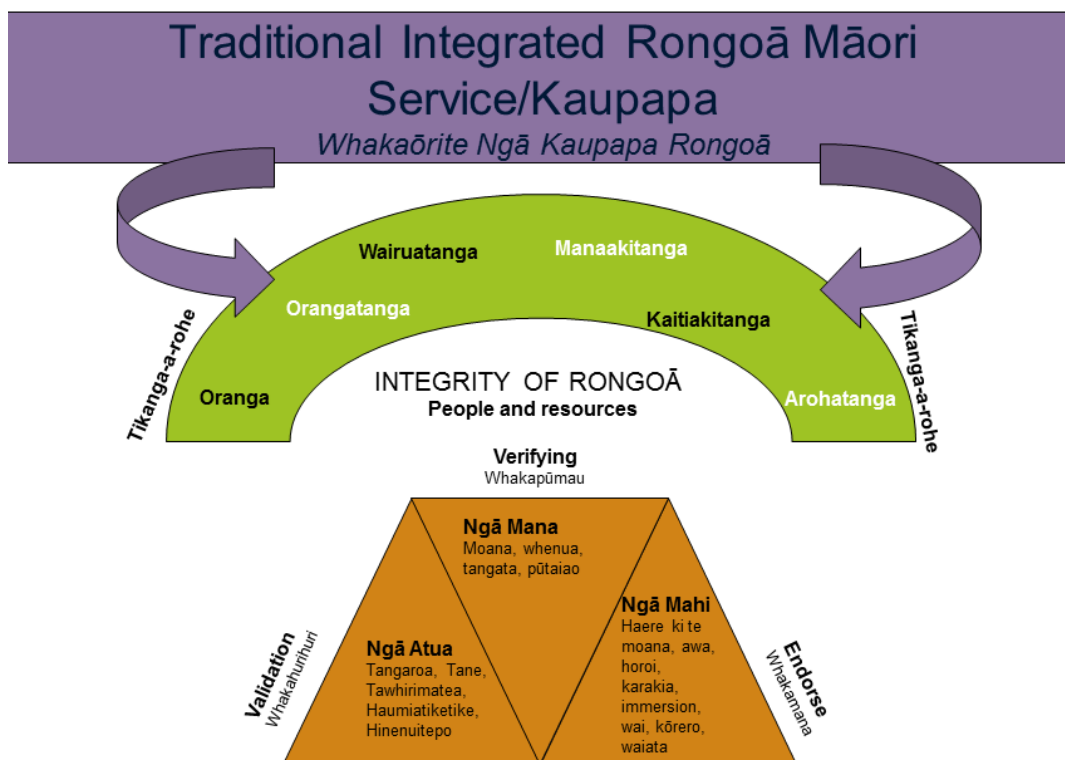 Traditional Integrated Rongoā Māori
Service/Kaupapa
Whakaōrite Ngā Kaupapa Rongoā
Wairuatanga
Manaakitanga
Orangatanga
Kaitiakitanga
Oranga
Arohatanga
Tikanga-a-rohe
Tikanga-a-rohe
INTEGRITY OF RONGOĀ
People and resources
Verifying
Whakapūmau
Ngā Mana
Moana, whenua,
tangata, pūtaiao
Ngā Atua
Tangaroa, Tane,
Tawhirimatea,
Haumiatiketike,
Hinenuitepo
Ngā Mahi
Haere ki te
moana, awa,
horoi,
karakia,
immersion,
wai, kōrero,
waiata
Validation
Whakahurihuri
Endorse
Whakamana